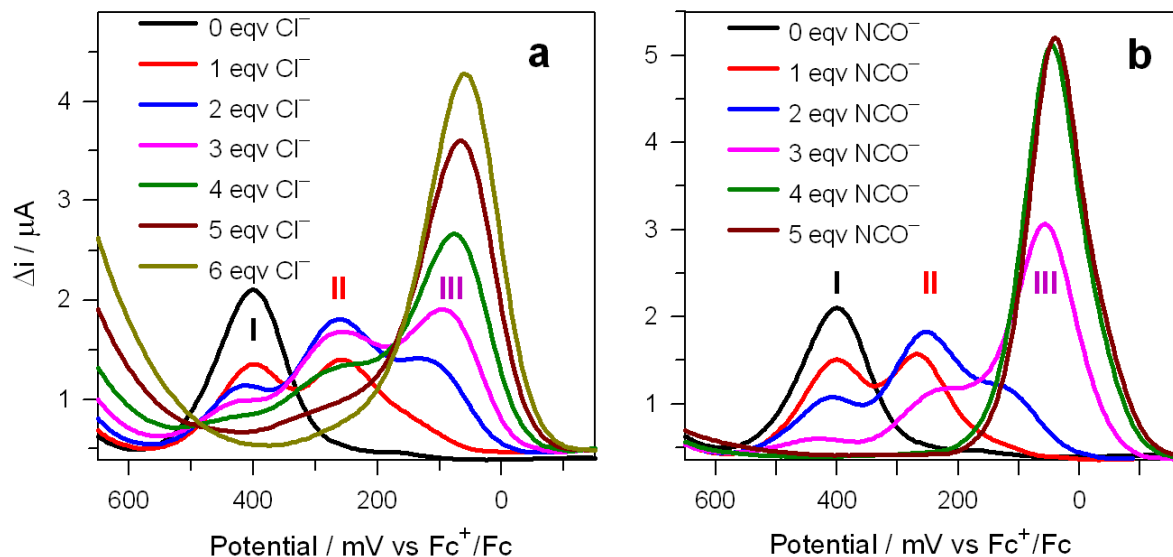 a
0 eqv Cl⁻
1 eqv Cl⁻
2 eqv Cl⁻
3 eqv Cl⁻
4 eqv Cl⁻
5 eqv Cl⁻
6 eqv Cl⁻
I
II
III
4
3
2
1
Δi / μA
600
400
200
0
Potential / mV vs Fc⁺/Fc
b
0 eqv NCO⁻
1 eqv NCO⁻
2 eqv NCO⁻
3 eqv NCO⁻
4 eqv NCO⁻
5 eqv NCO⁻
I
II
III
5
4
3
2
1
600
400
200
0
Potential / mV vs Fc⁺/Fc